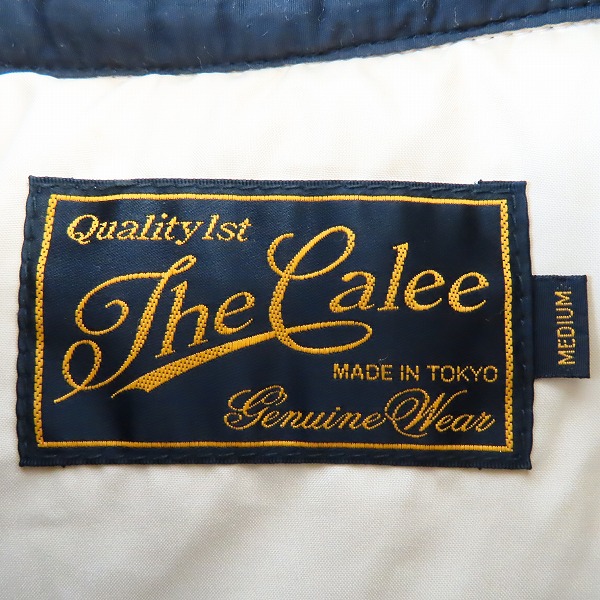 Quality 1st
The Calee
MADE IN TOKYO
Genuine Wear
MEDIUM